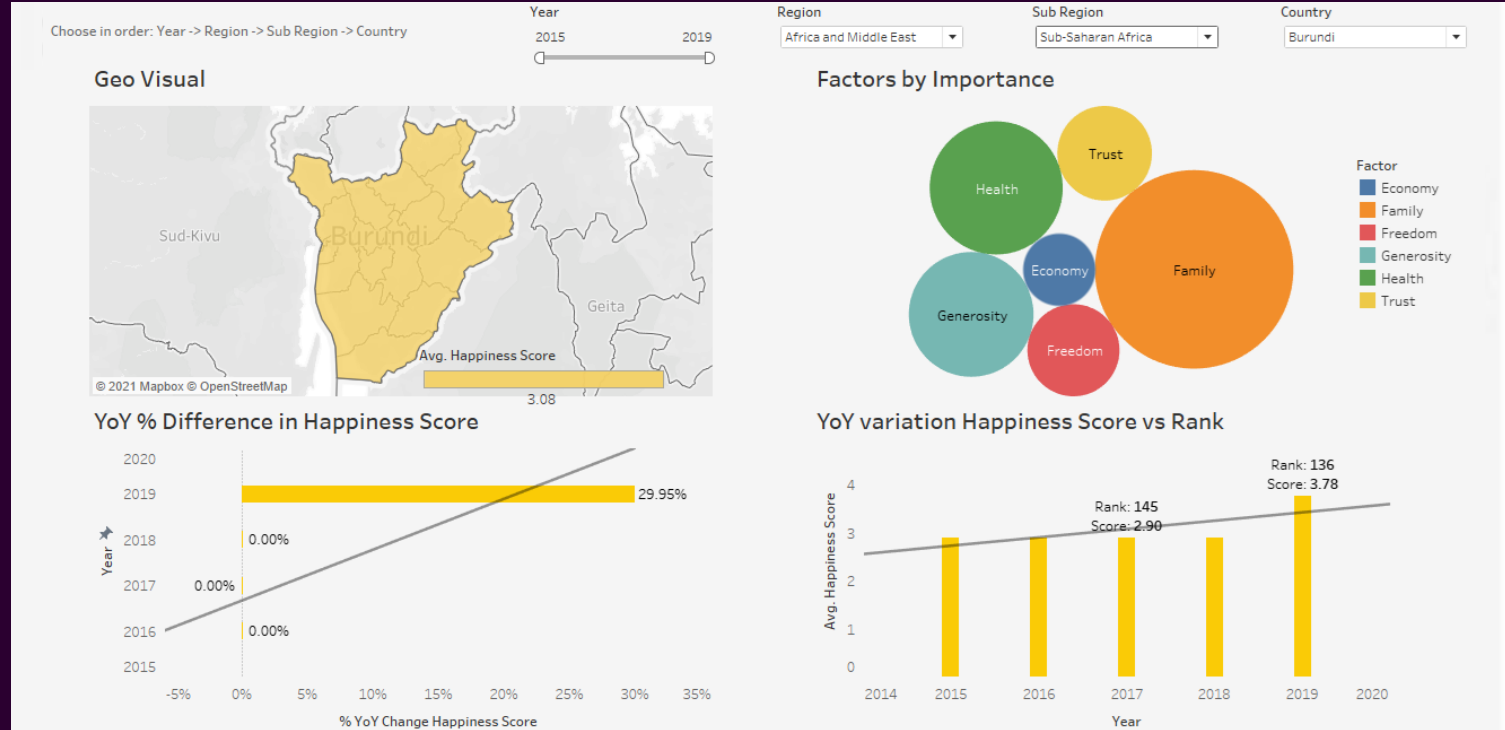 Choose in order: Year -> Region -> Sub Region -> Country
Year
2015 2019
Region
Africa and Middle East
Sub Region
Sub-Saharan Africa
Country
Burundi
Geo Visual
Sud-Kivu
Burundi
Geita
Avg. Happiness Score
3.08
© 2021 Mapbox © OpenStreetMap
Factors by Importance
Trust
Health
Economy
Family
Generosity
Freedom
Factor
Economy
Family
Freedom
Generosity
Health
Trust
YoY % Difference in Happiness Score
Year
2020
2019 29.95%
2018 0.00%
2017 0.00%
2016 0.00%
2015
-5% 0% 5% 10% 15% 20% 25% 30% 35%
% YoY Change Happiness Score
YoY variation Happiness Score vs Rank
Avg. Happiness Score
4
3
2
1
0
Rank: 145
Score: 2.90
Rank: 136
Score: 3.78
2014 2015 2016 2017 2018 2019 2020
Year